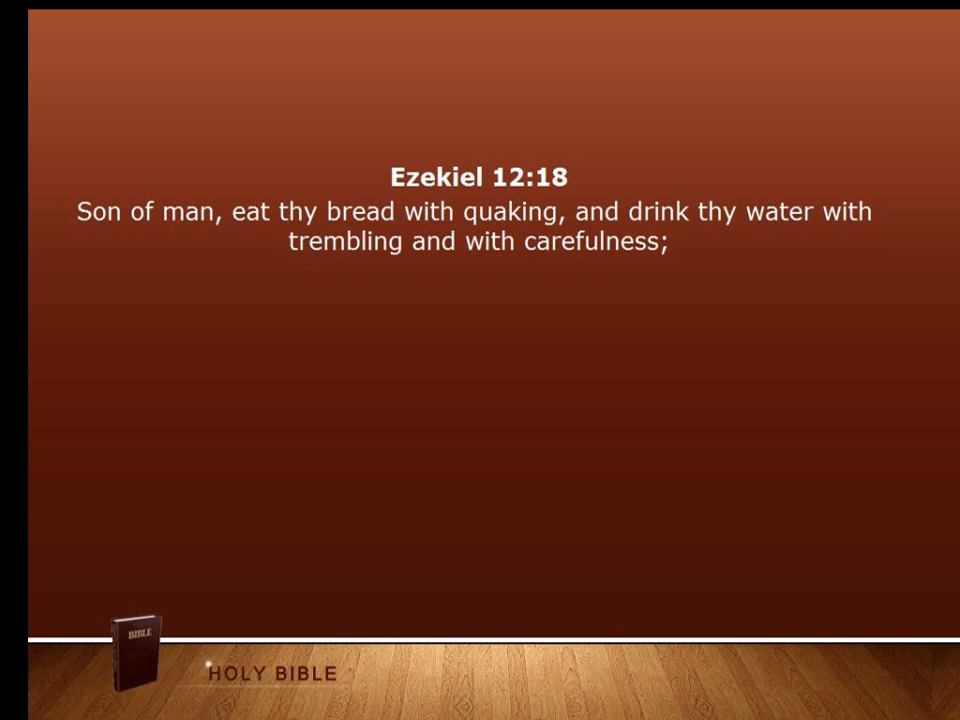 Ezekiel 12:18
Son of man, eat thy bread with quaking, and drink thy water with
trembling and with carefulness;
BIBLE
HOLY BIBLE